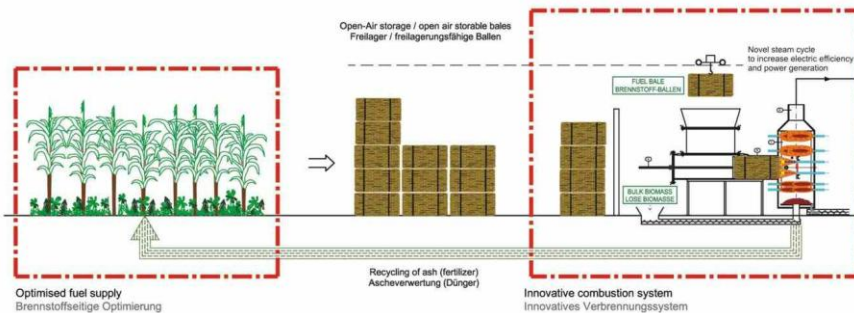 Open-Air storage / open air storable bales
Freilager / freilagerungsfähige Ballen
Novel steam cycle
to increase electric efficiency
and power generation
FUEL BALE
BRENNSTOFF-BALLEN
BULK BIOMASS
LOSE BIOMASSE
Recycling of ash (fertilizer)
Ascheverwertung (Dünger)
Optimised fuel supply
Brennstoffseitige Optimierung
Innovative combustion system
Innovatives Verbrennungssystem